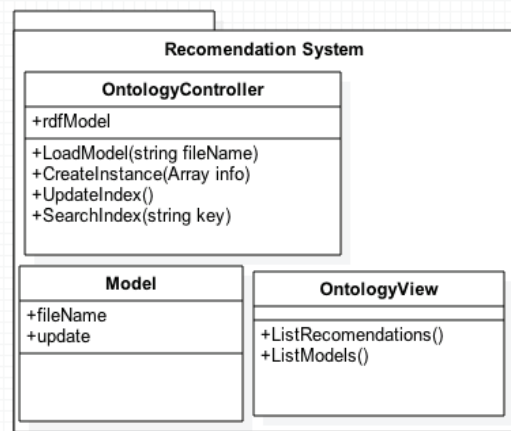 Recomendation System
OntologyController
+rdfModel
+LoadModel(string fileName)
+CreateInstance(Array info)
+UpdateIndex()
+SearchIndex(string key)
Model
+fileName
+update
OntologyView
+ListRecomendations()
+ListModels()